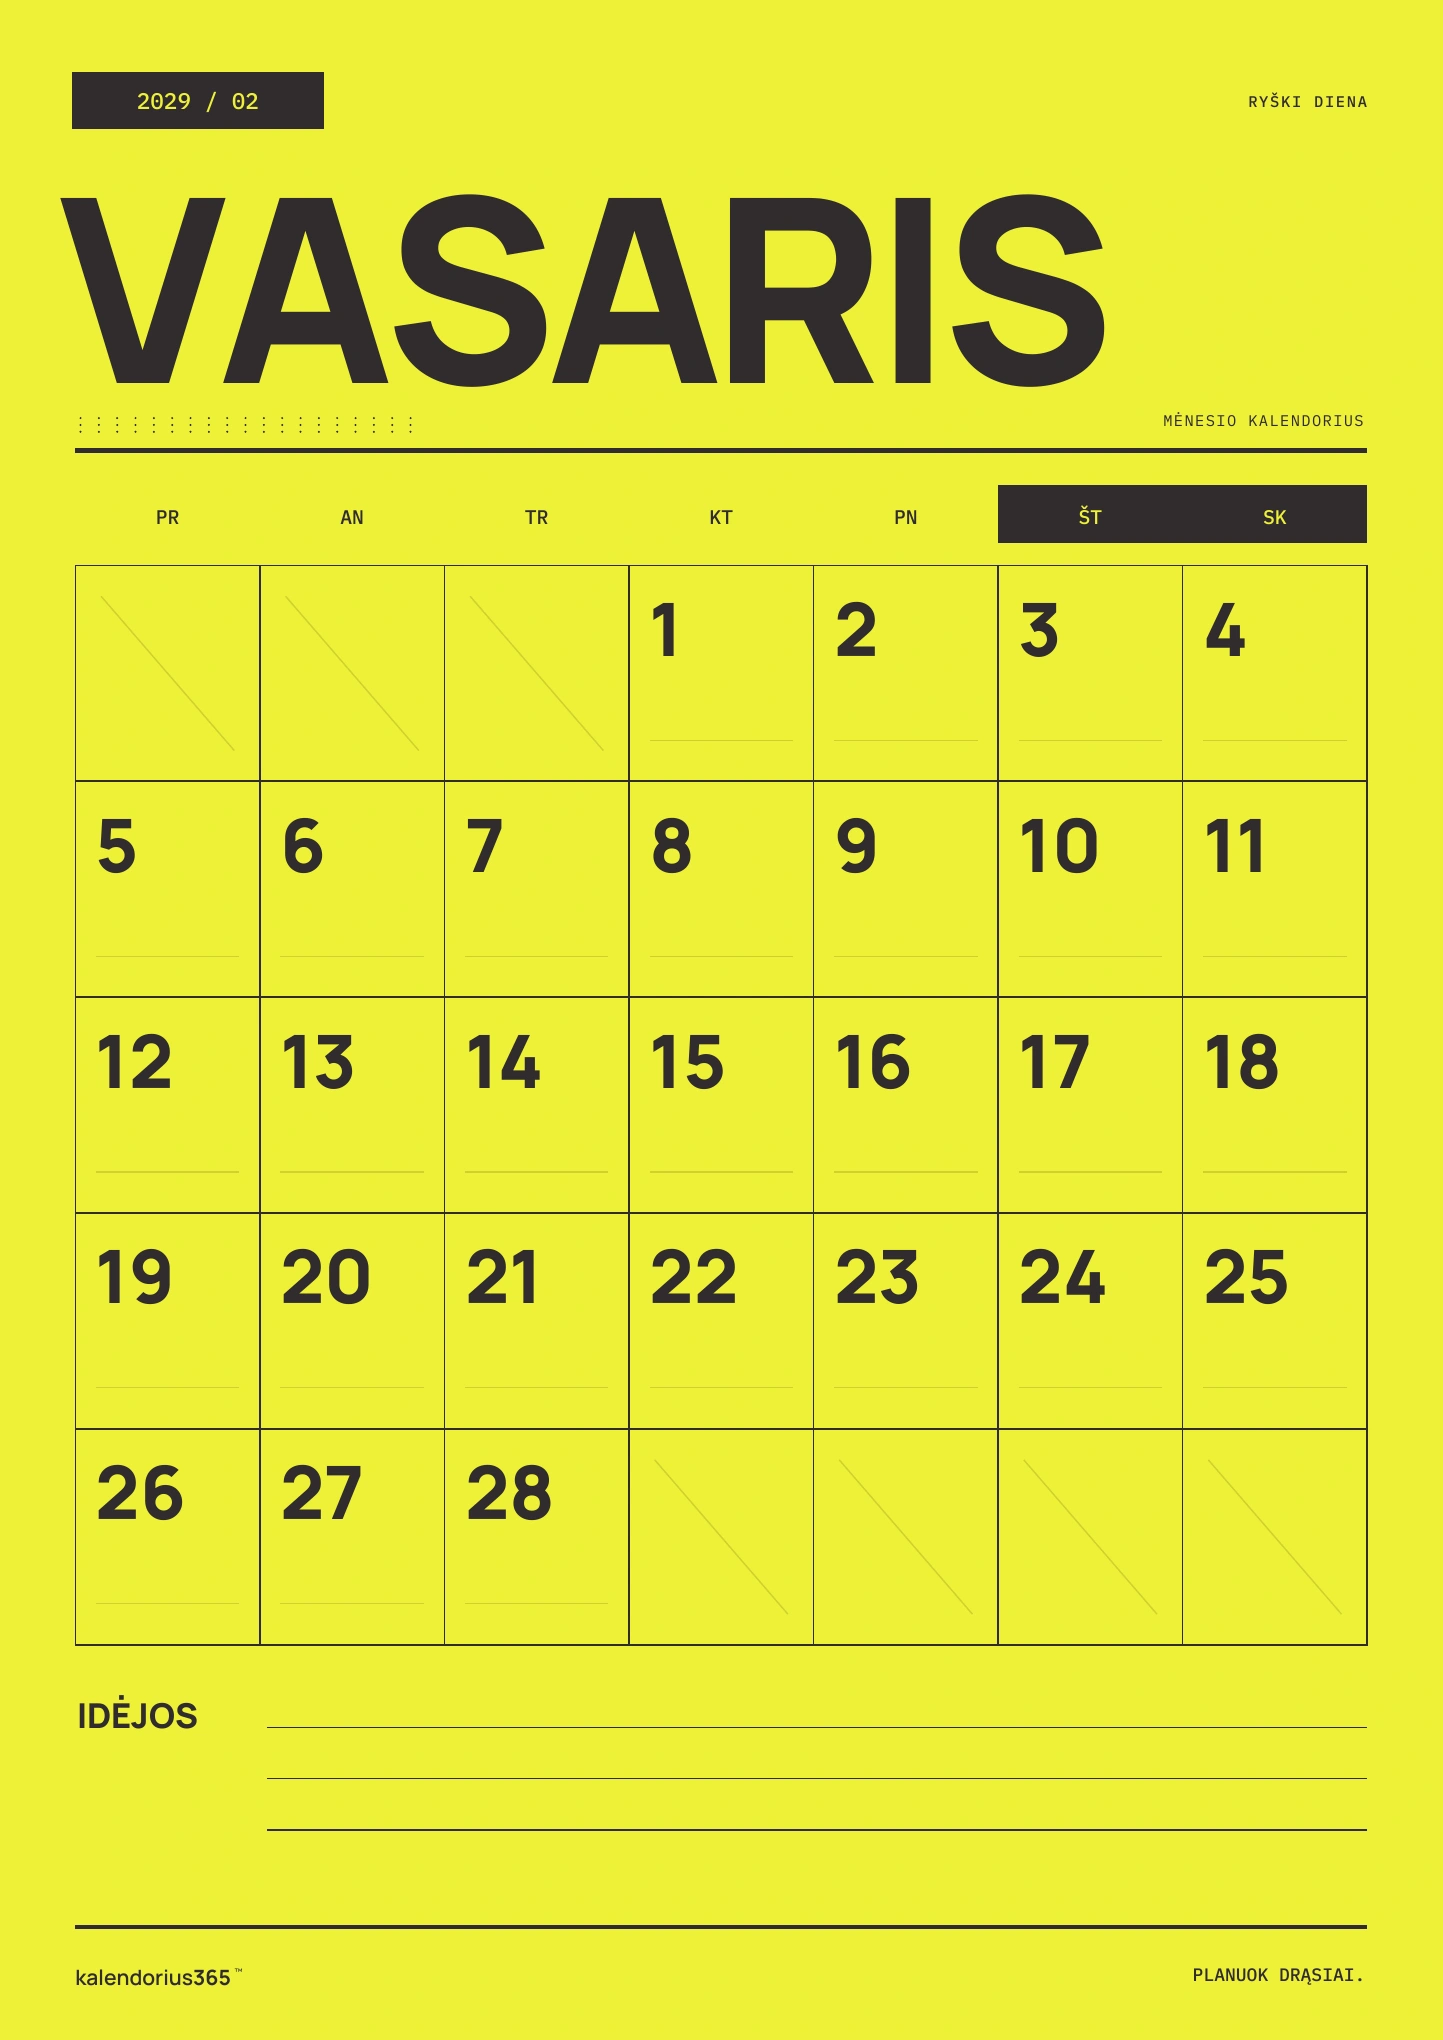 2029 / 02
RYŠKI DIENA
VASARIS
MĖNESIO KALENDORIUS
PR AN TR KT PN ŠT SK
1 2 3 4
5 6 7 8 9 10 11
12 13 14 15 16 17 18
19 20 21 22 23 24 25
26 27 28
IDĖJOS
kalendorius365™
PLANUOK DRĄSIAI.